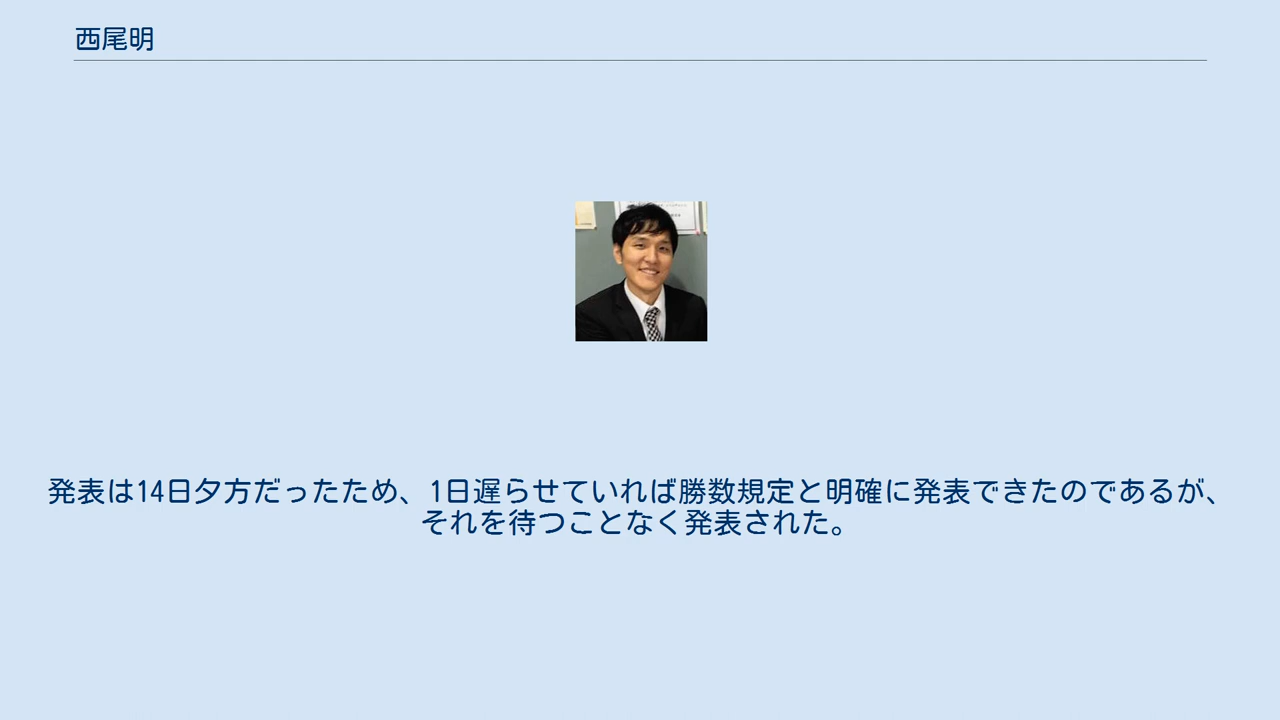 西尾明
発表は14日夕方だったため、1日遅らせていれば勝数規定と明確に発表できたのであるが、
それを待つことなく発表された。